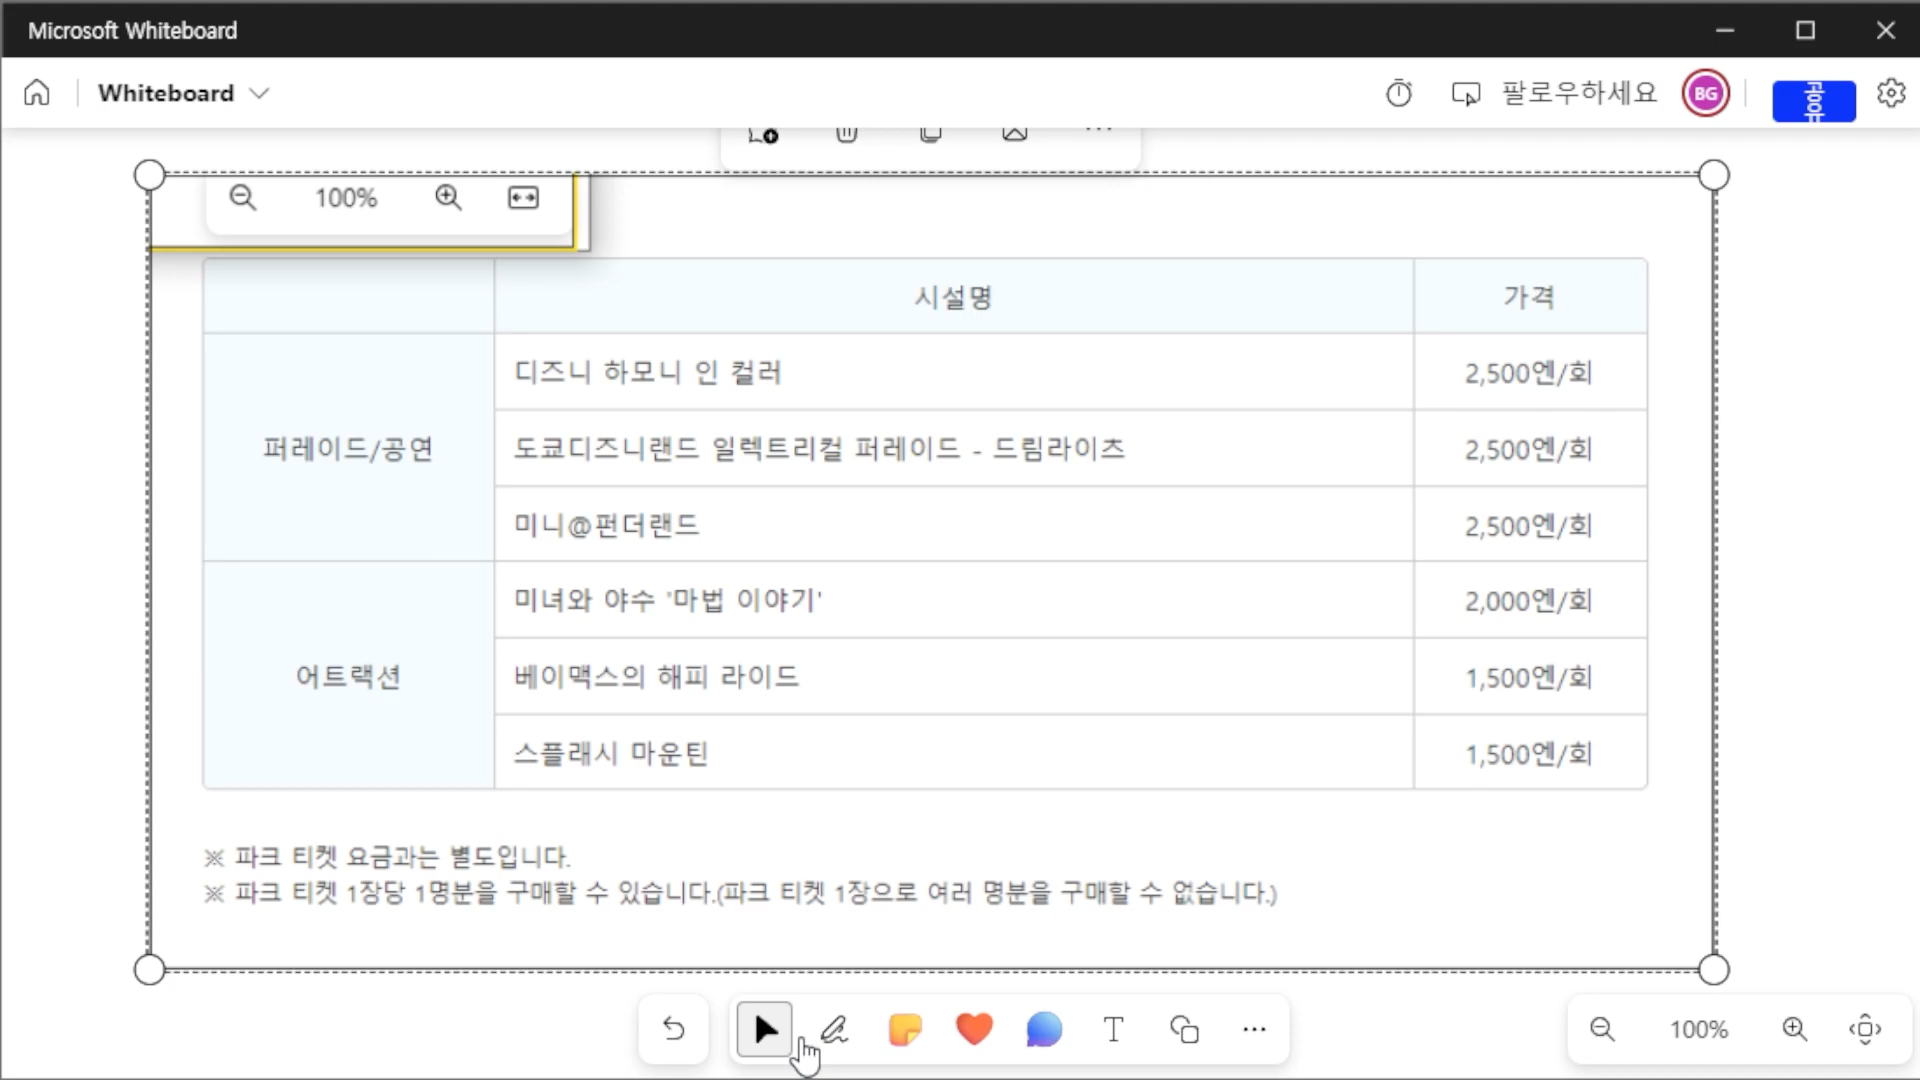 Microsoft Whiteboard
Whiteboard
팔로우하세요
BG
공유
100%
시설명 가격
퍼레이드/공연
디즈니 하모니 인 컬러 2,500엔/회
도쿄디즈니랜드 일렉트리컬 퍼레이드 - 드림라이츠 2,500엔/회
미니@펀더랜드 2,500엔/회
어트랙션
미녀와 야수 '마법 이야기' 2,000엔/회
베이맥스의 해피 라이드 1,500엔/회
스플래시 마운틴 1,500엔/회
※ 파크 티켓 요금과는 별도입니다.
※ 파크 티켓 1장당 1명분을 구매할 수 있습니다.(파크 티켓 1장으로 여러 명분을 구매할 수 없습니다.)
T
100%